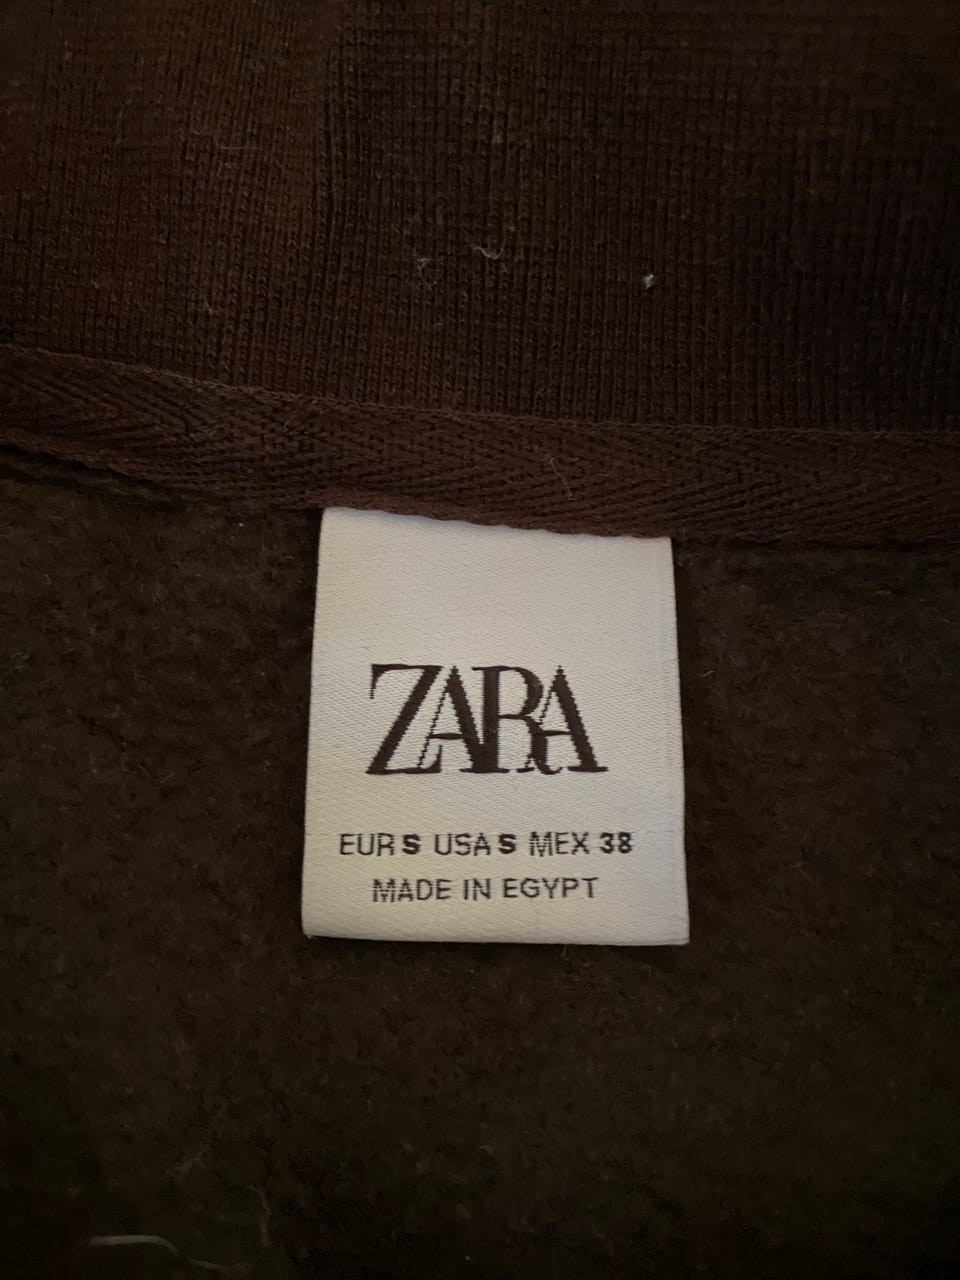 ZARA
EUR S USA S MEX 38
MADE IN EGYPT